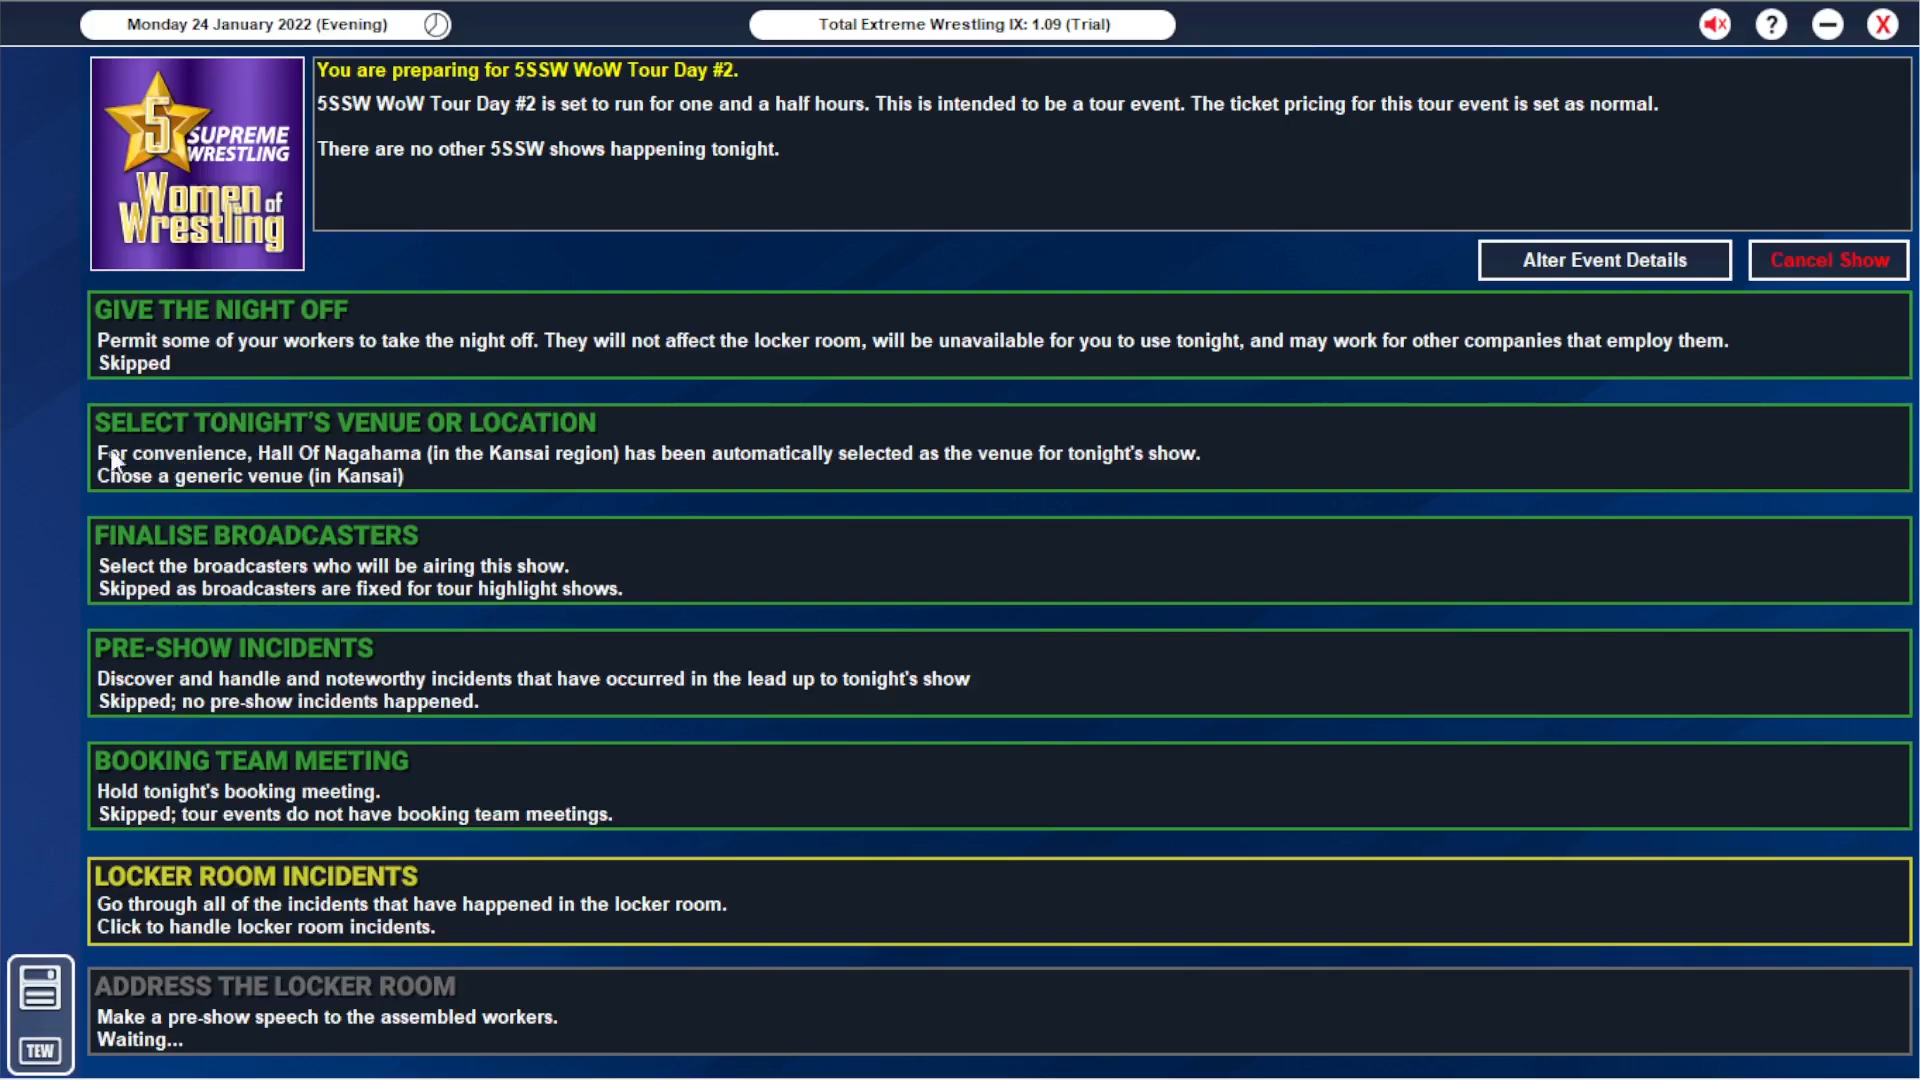 Monday 24 January 2022 (Evening)
Total Extreme Wrestling IX: 1.09 (Trial)
?
X
5
SUPREME
WRESTLING
Women of
Wrestling
You are preparing for 5SSW WoW Tour Day #2.
5SSW WoW Tour Day #2 is set to run for one and a half hours. This is intended to be a tour event. The ticket pricing for this tour event is set as normal.
There are no other 5SSW shows happening tonight.
Alter Event Details
Cancel Show
GIVE THE NIGHT OFF
Permit some of your workers to take the night off. They will not affect the locker room, will be unavailable for you to use tonight, and may work for other companies that employ them.
Skipped
SELECT TONIGHT'S VENUE OR LOCATION
For convenience, Hall Of Nagahama (in the Kansai region) has been automatically selected as the venue for tonight's show.
Chose a generic venue (in Kansai)
FINALISE BROADCASTERS
Select the broadcasters who will be airing this show.
Skipped as broadcasters are fixed for tour highlight shows.
PRE-SHOW INCIDENTS
Discover and handle and noteworthy incidents that have occurred in the lead up to tonight's show
Skipped; no pre-show incidents happened.
BOOKING TEAM MEETING
Hold tonight's booking meeting.
Skipped; tour events do not have booking team meetings.
LOCKER ROOM INCIDENTS
Go through all of the incidents that have happened in the locker room.
Click to handle locker room incidents.
ADDRESS THE LOCKER ROOM
Make a pre-show speech to the assembled workers.
Waiting...
TEW